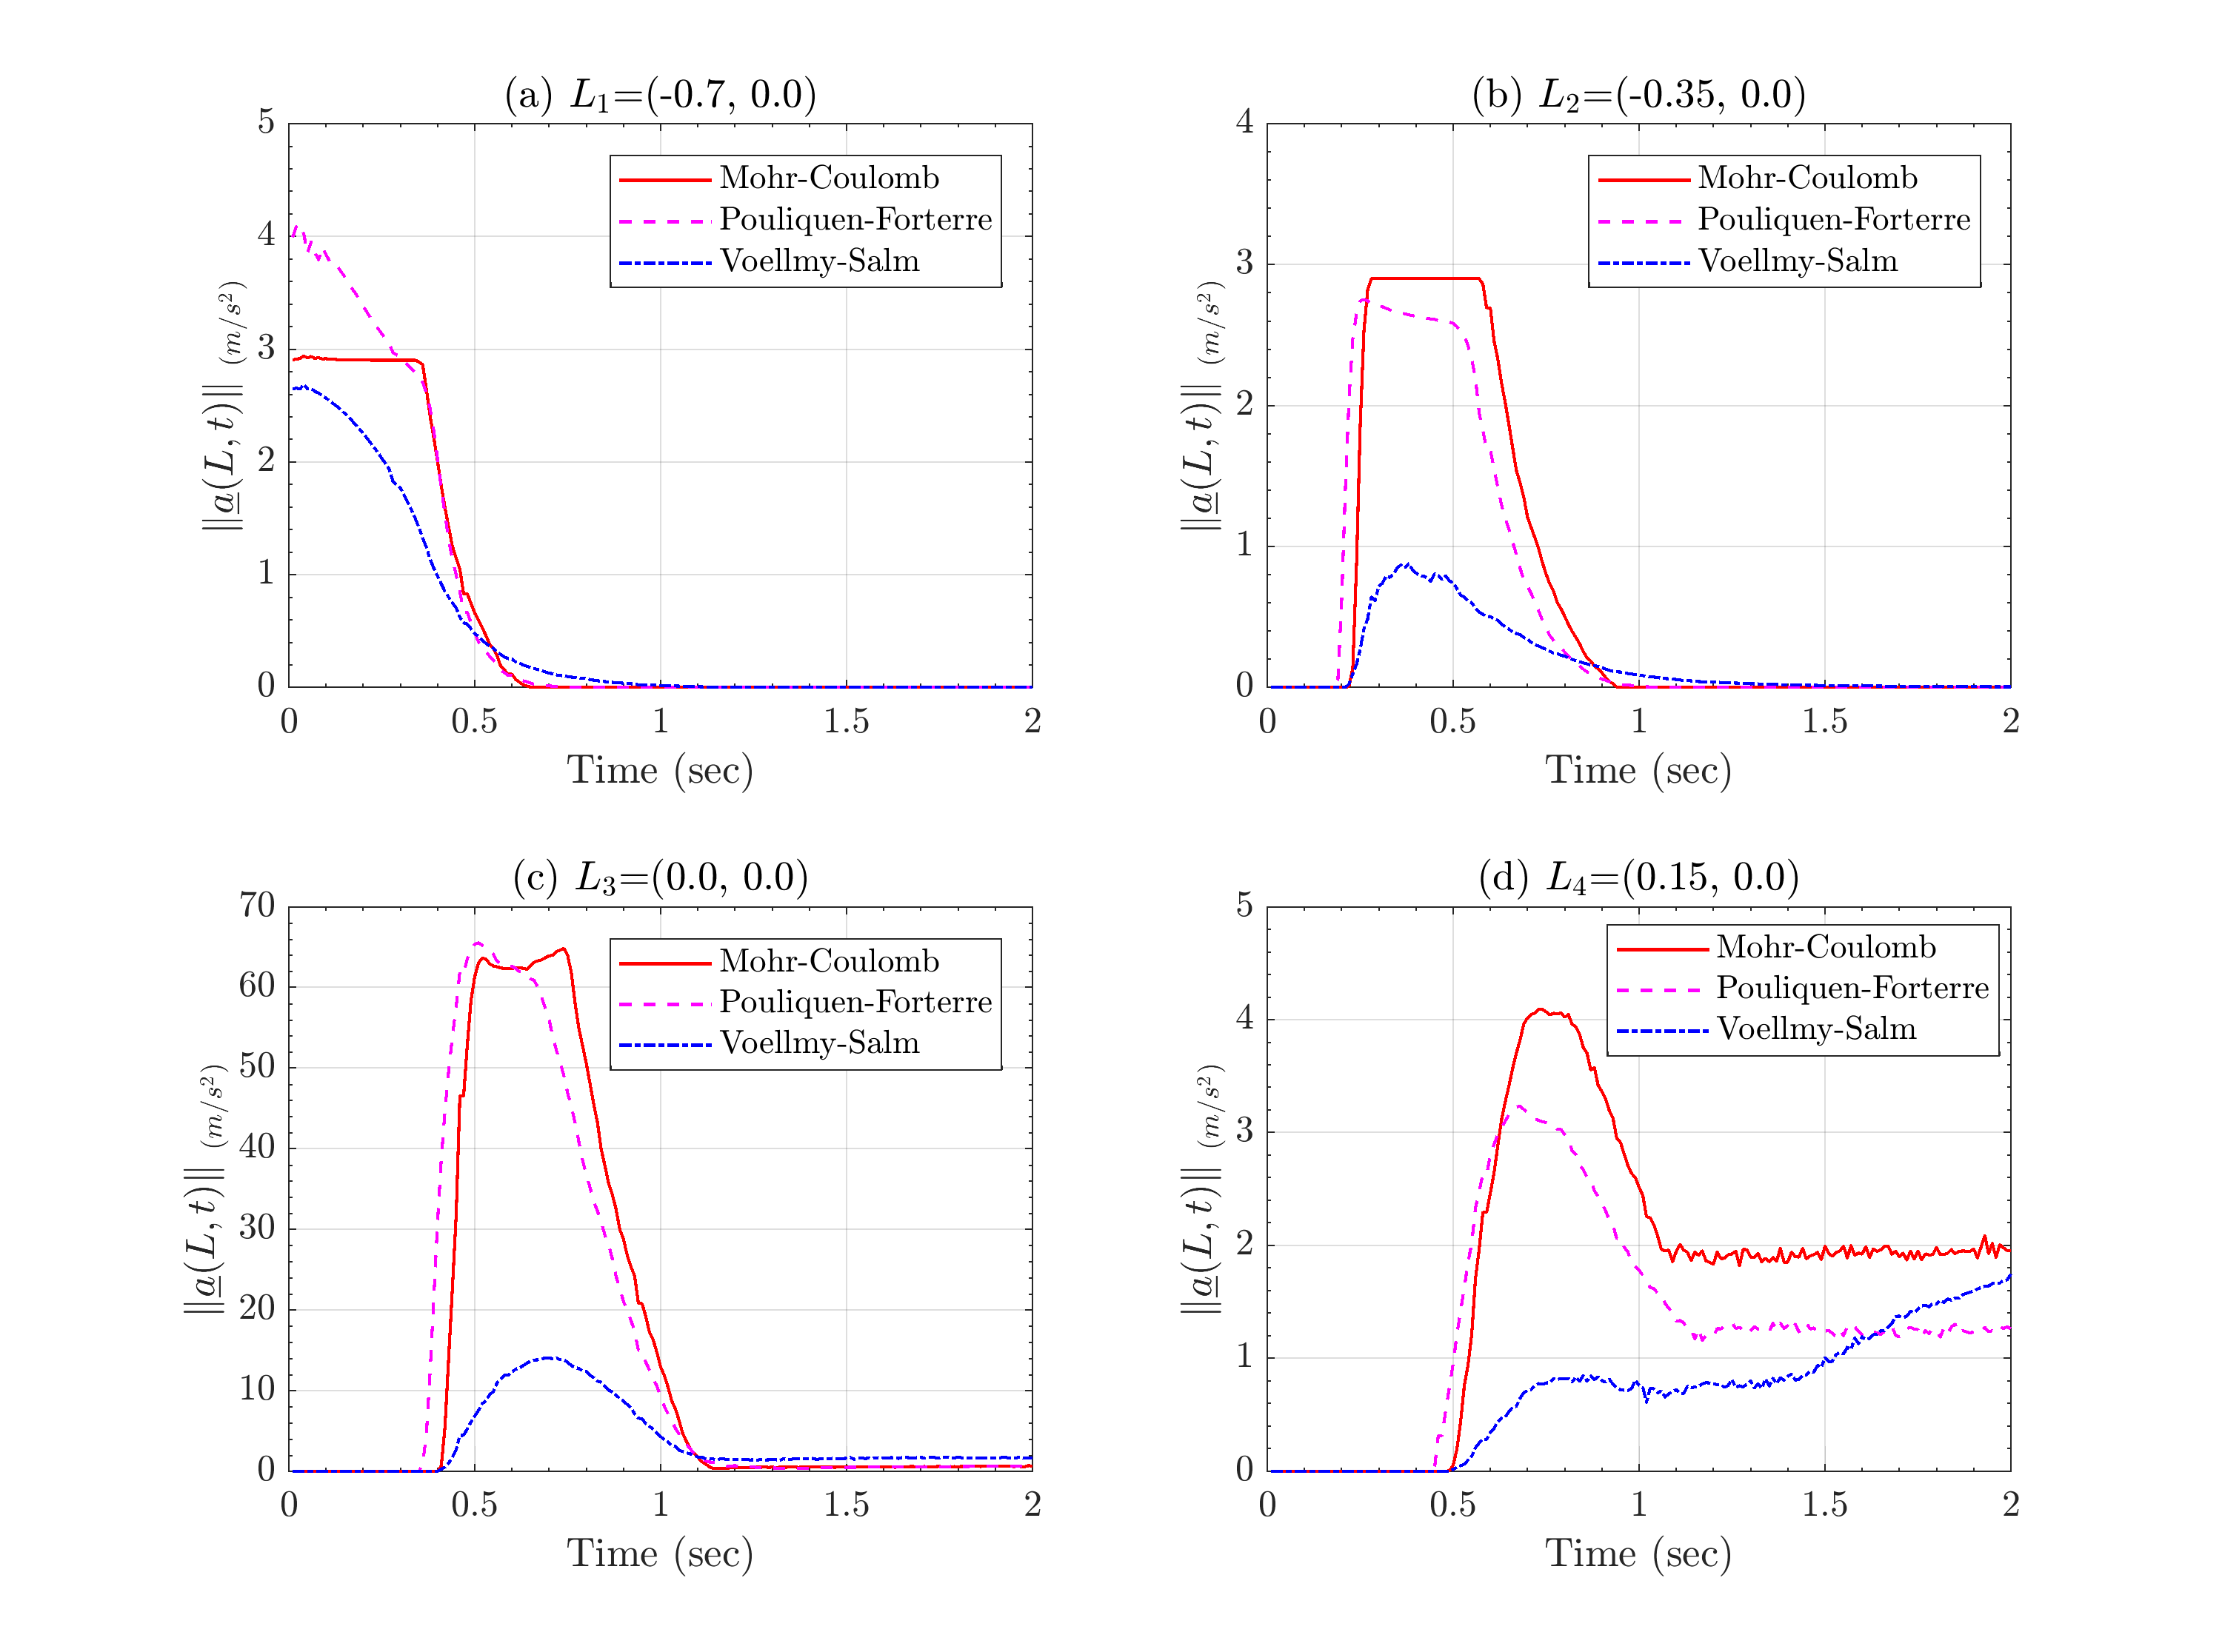 (a) L₁=(-0.7, 0.0)
5
4
3
2
1
0
‖a(L, t)‖ (m/s²)
Mohr-Coulomb
Pouliquen-Forterre
Voellmy-Salm
0 0.5 1 1.5 2
Time (sec)
(b) L₂=(-0.35, 0.0)
4
3
2
1
0
‖a(L, t)‖ (m/s²)
Mohr-Coulomb
Pouliquen-Forterre
Voellmy-Salm
0 0.5 1 1.5 2
Time (sec)
(c) L₃=(0.0, 0.0)
70
60
50
40
30
20
10
0
‖a(L, t)‖ (m/s²)
Mohr-Coulomb
Pouliquen-Forterre
Voellmy-Salm
0 0.5 1 1.5 2
Time (sec)
(d) L₄=(0.15, 0.0)
5
4
3
2
1
0
‖a(L, t)‖ (m/s²)
Mohr-Coulomb
Pouliquen-Forterre
Voellmy-Salm
0 0.5 1 1.5 2
Time (sec)